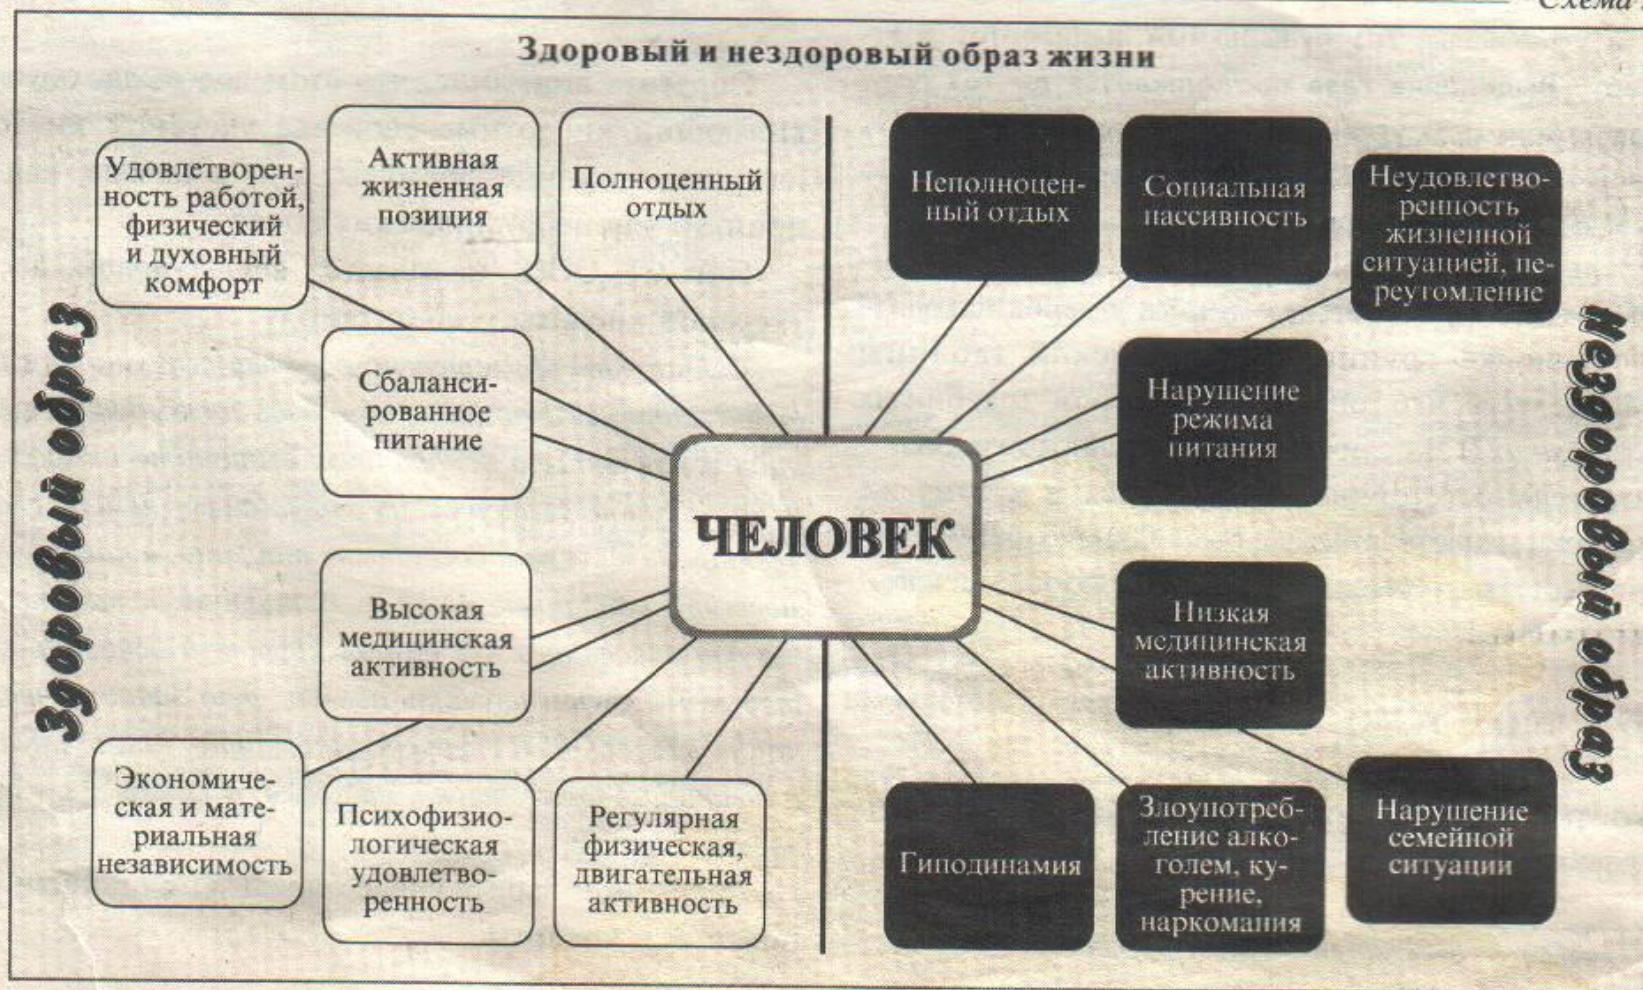 Схема
Здоровый и нездоровый образ жизни
Удовлетворен-
ность работой,
физический
и духовный
комфорт
Активная
жизненная
позиция
Полноценный
отдых
Неполноцен-
ный отдых
Социальная
пассивность
Неудовлетво-
ренность
жизненной
ситуацией, пе-
реутомление
Здоровый образ
Сбаланси-
рованное
питание
Нарушение
режима
питания
Нездоровый образ
ЧЕЛОВЕК
Высокая
медицинская
активность
Низкая
медицинская
активность
Экономиче-
ская и мате-
риальная
независимость
Психофизио-
логическая
удовлетво-
ренность
Регулярная
физическая,
двигательная
активность
Гиподинамия
Злоупотреб-
ление алко-
голем, ку-
рение,
наркомания
Нарушение
семейной
ситуации